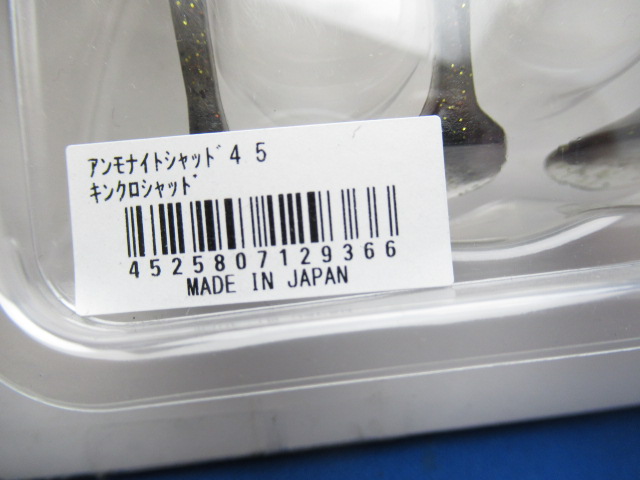 ｱﾝﾓﾅｲﾄｼｬｯﾄﾞ４５
ｷﾝｸﾛｼｬｯﾄﾞ
4525807129366
MADE IN JAPAN